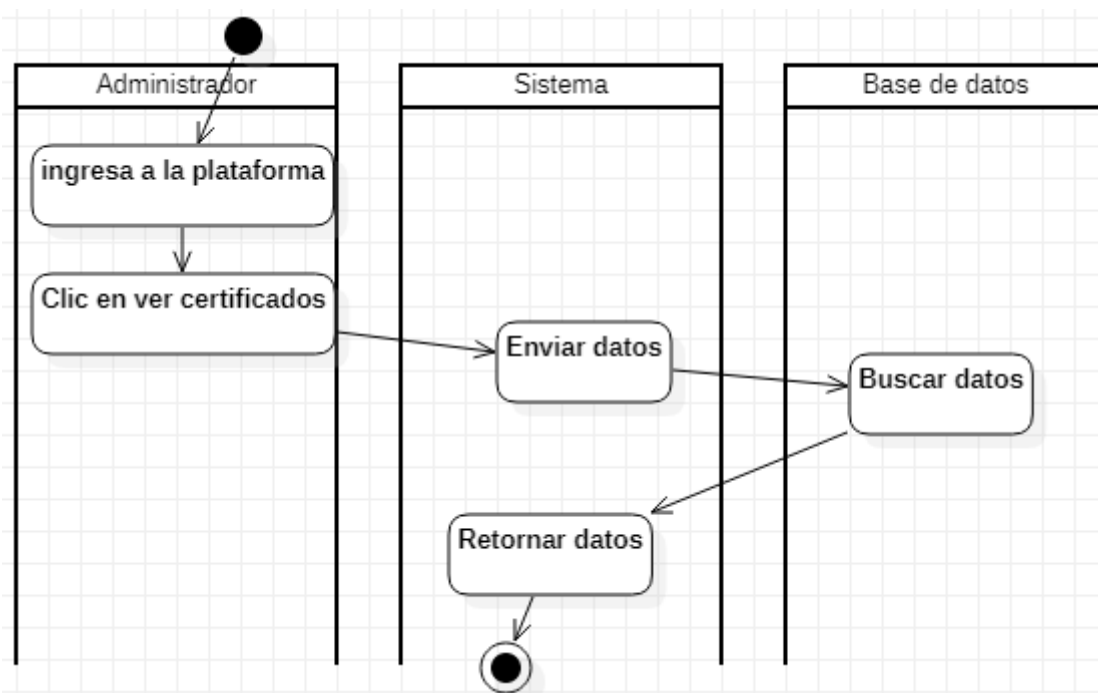 Administrador
Sistema
Base de datos
ingresa a la plataforma
Clic en ver certificados
Enviar datos
Buscar datos
Retornar datos